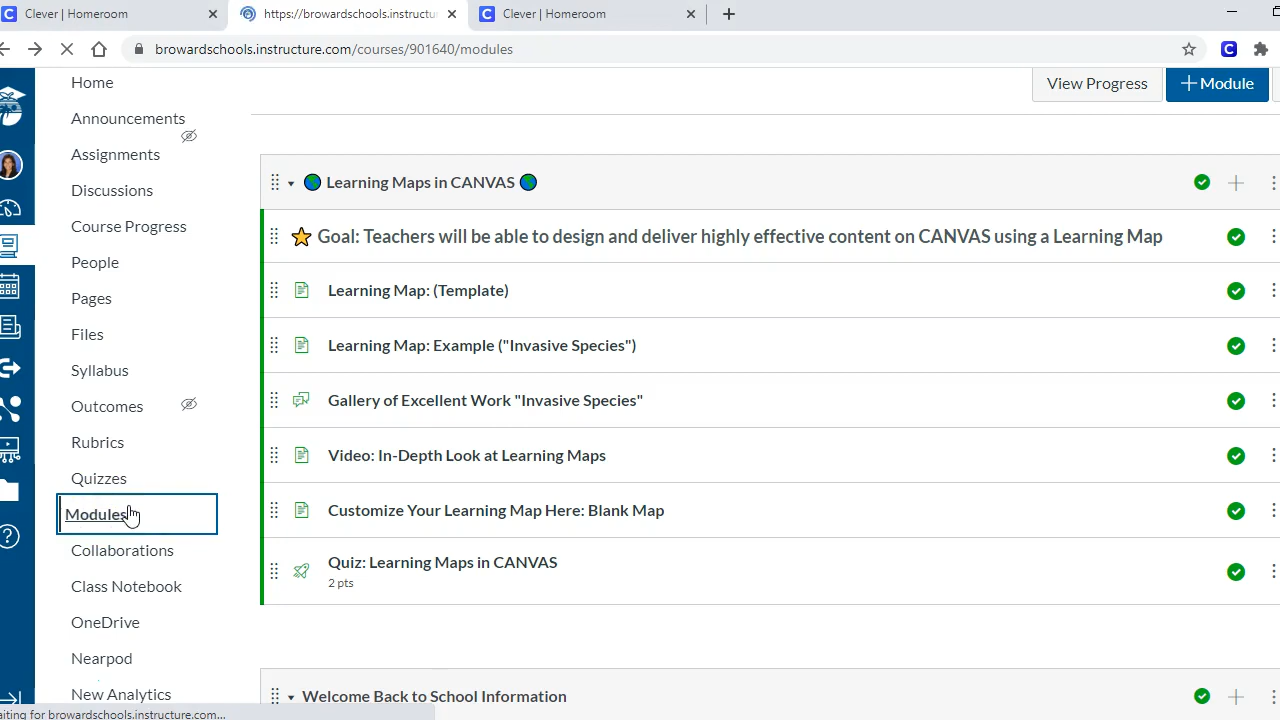 Clever | Homeroom
https://browardschools.instructu
Clever | Homeroom
browardschools.instructure.com/courses/901640/modules
C
Home
Announcements
Assignments
Discussions
Course Progress
People
Pages
Files
Syllabus
Outcomes
Rubrics
Quizzes
Modules
Collaborations
Class Notebook
OneDrive
Nearpod
New Analytics
View Progress
+ Module
Learning Maps in CANVAS
Goal: Teachers will be able to design and deliver highly effective content on CANVAS using a Learning Map
Learning Map: (Template)
Learning Map: Example ("Invasive Species")
Gallery of Excellent Work "Invasive Species"
Video: In-Depth Look at Learning Maps
Customize Your Learning Map Here: Blank Map
Quiz: Learning Maps in CANVAS
2 pts
Welcome Back to School Information
aiting for browardschools.instructure.com...